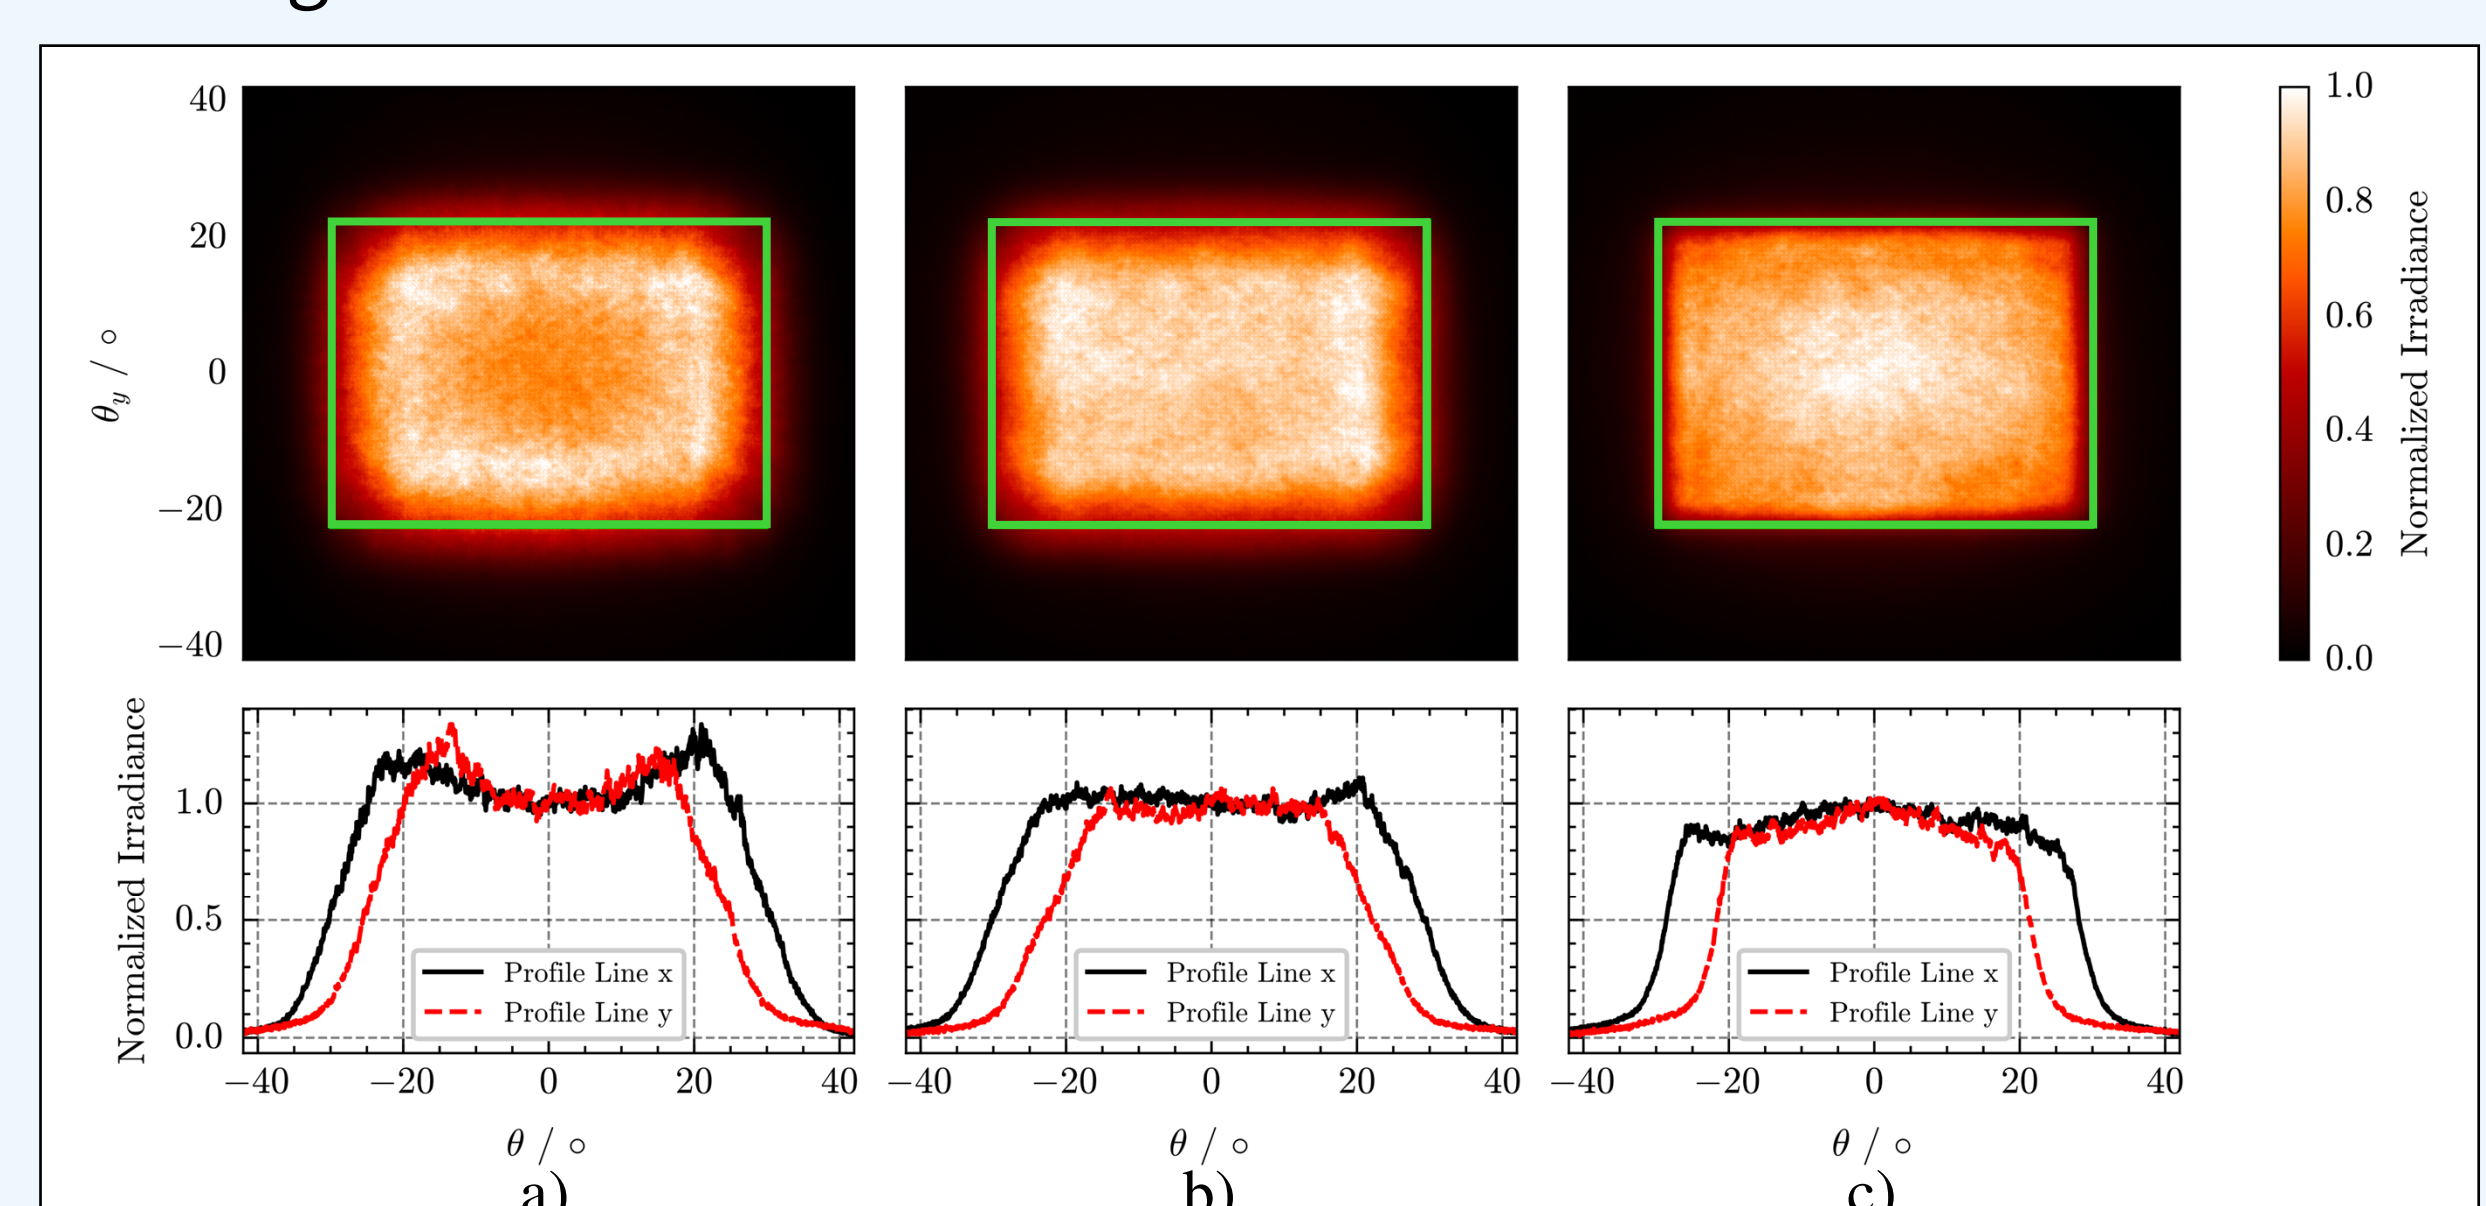 40
20
0
−20
−40
θy / ∘
1.0
0.8
0.6
0.4
0.2
0.0
Normalized Irradiance
Normalized Irradiance
1.0
0.5
0.0
Profile Line x
Profile Line y
−40 −20 0 20 40
θ / ∘
a)
Profile Line x
Profile Line y
−40 −20 0 20 40
θ / ∘
b)
Profile Line x
Profile Line y
−40 −20 0 20 40
θ / ∘
c)